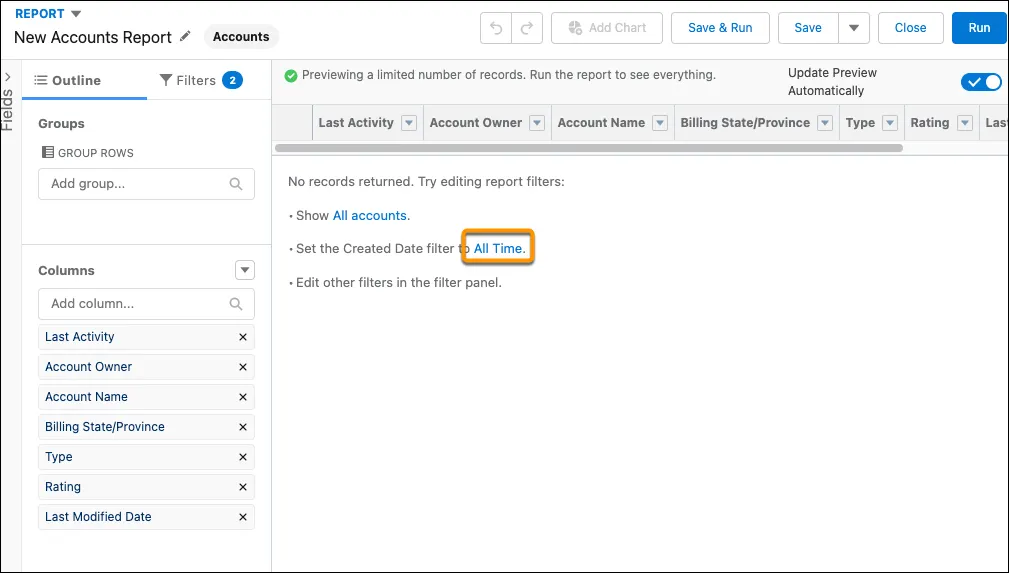 REPORT
New Accounts Report
Accounts
Add Chart
Save & Run
Save
Close
Run
Fields
Outline
Filters
2
Groups
GROUP ROWS
Add group...
Columns
Add column...
Last Activity
Account Owner
Account Name
Billing State/Province
Type
Rating
Last Modified Date
Previewing a limited number of records. Run the report to see everything.
Update Preview
Automatically
Last Activity
Account Owner
Account Name
Billing State/Province
Type
Rating
Las
No records returned. Try editing report filters:
• Show All accounts.
• Set the Created Date filter to All Time.
• Edit other filters in the filter panel.